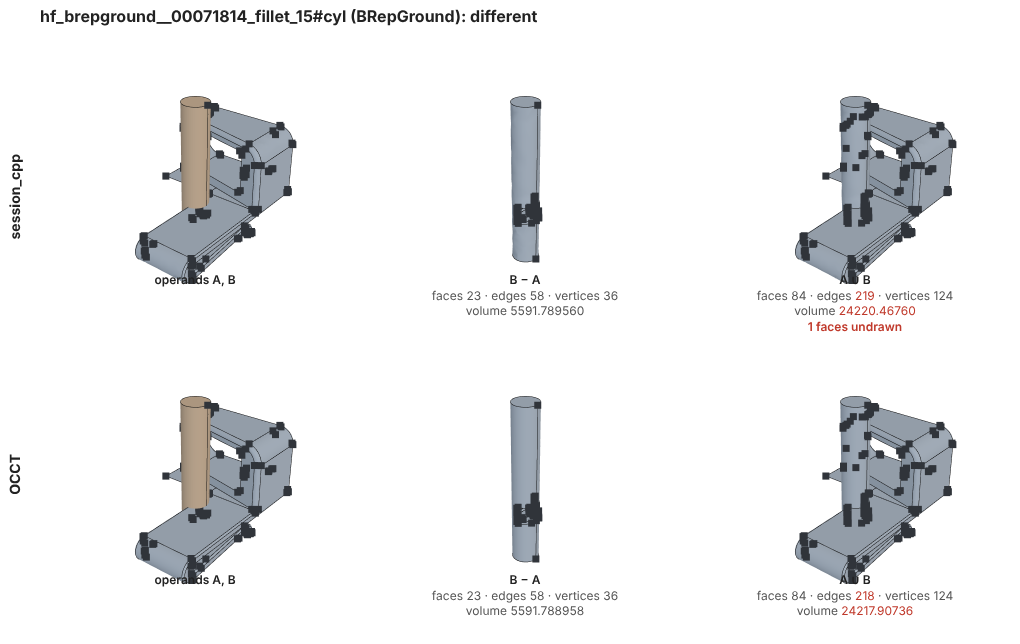 hf_brepground__00071814_fillet_15#cyl (BRepGround): different
session_cpp
operands A, B
B − A
faces 23 · edges 58 · vertices 36
volume 5591.789560
faces 84 · edges 219 · vertices 124
volume 24220.46760
1 faces undrawn
OCCT
operands A, B
B − A
faces 23 · edges 58 · vertices 36
volume 5591.788958
faces 84 · edges 218 · vertices 124
volume 24217.90736